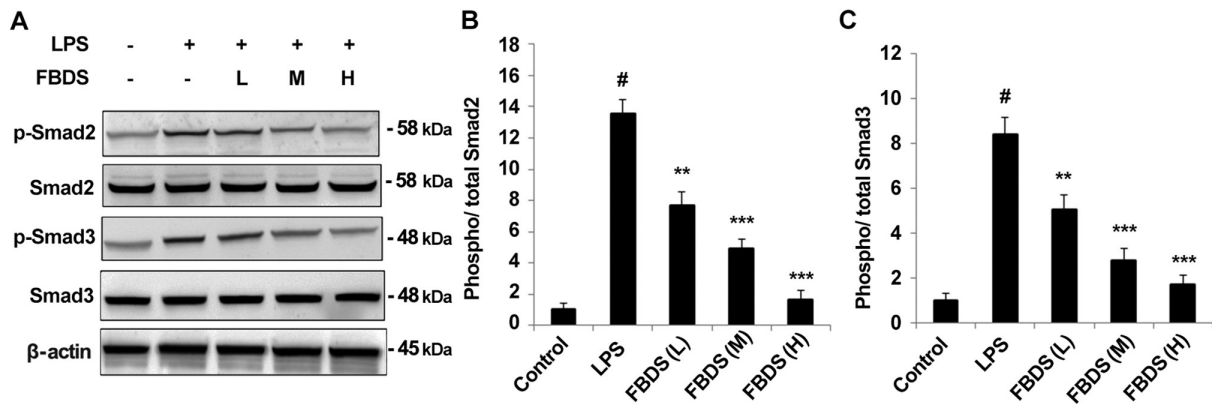 A
LPS - + + + +
FBDS - - L M H
p-Smad2 - 58 kDa
Smad2 - 58 kDa
p-Smad3 - 48 kDa
Smad3 - 48 kDa
β-actin - 45 kDa
B
Phospho/ total Smad2
18
16
14
12
10
8
6
4
2
0
#
**
***
***
Control
LPS
FBDS (L)
FBDS (M)
FBDS (H)
C
Phospho/ total Smad3
12
10
8
6
4
2
0
#
**
***
***
Control
LPS
FBDS (L)
FBDS (M)
FBDS (H)